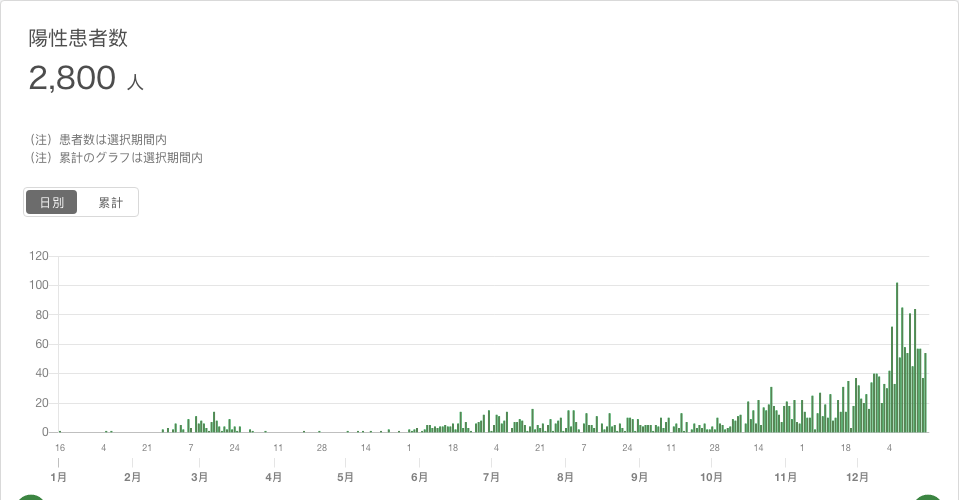 陽性患者数
2,800 人
（注）患者数は選択期間内
（注）累計のグラフは選択期間内
日別 累計
120
100
80
60
40
20
0
16 4 21 7 24 11 28 14 1 18 4 21 7 24 11 28 14 1 18 4
1月 2月 3月 4月 5月 6月 7月 8月 9月 10月 11月 12月